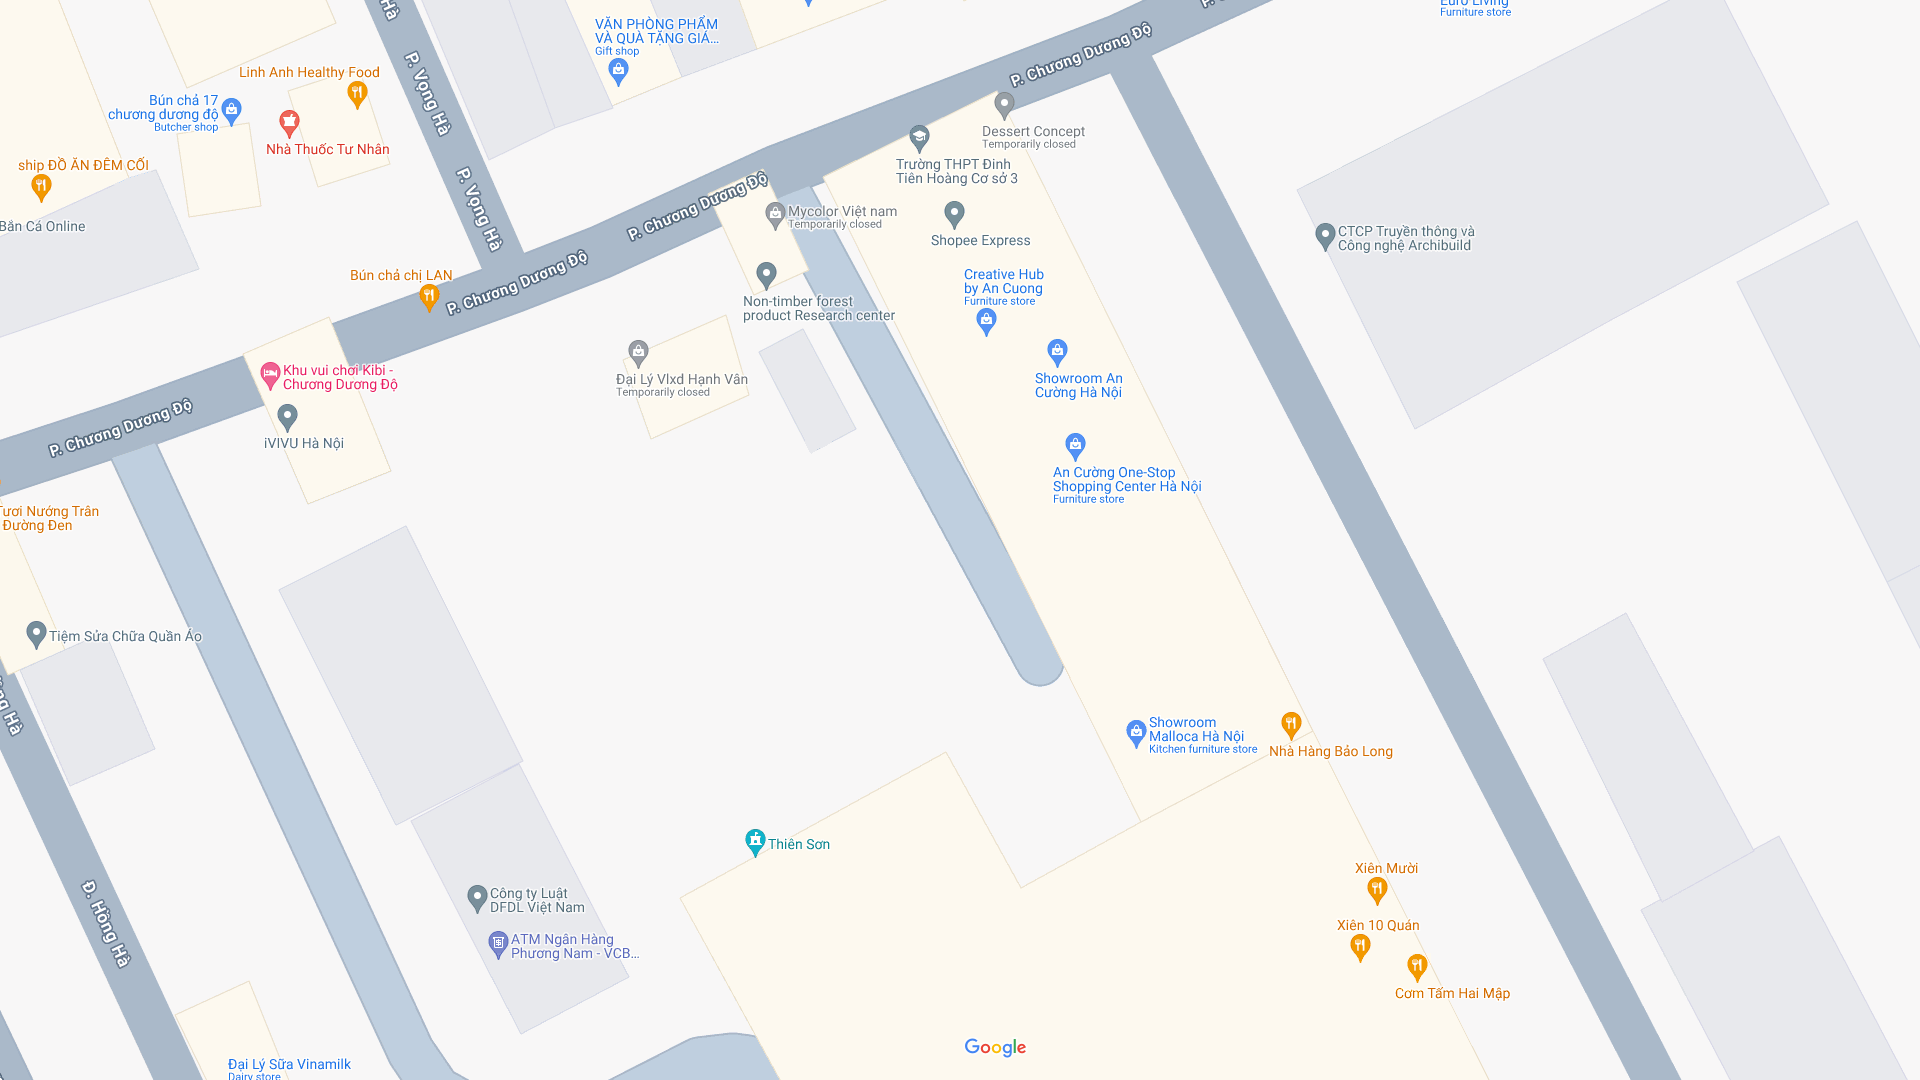 Hà
P. Chương Dương Độ
VĂN PHÒNG PHẨM
VÀ QUÀ TẶNG GIÁ...
Gift shop
Furniture store
P. Vọng Hà
Linh Anh Healthy Food
Bún chả 17
chương dương độ
Butcher shop
Nhà Thuốc Tư Nhân
ship ĐỒ ĂN ĐÊM CỐI
Bắn Cá Online
P. Vọng Hà
Dessert Concept
Temporarily closed
Trường THPT Đinh
Tiên Hoàng Cơ sở 3
P. Chương Dương Độ
Mycolor Việt nam
Temporarily closed
Shopee Express
CTCP Truyền thông và
Công nghệ Archibuild
Bún chả chị LAN
P. Chương Dương Độ
Non-timber forest
product Research center
Creative Hub
by An Cuong
Furniture store
Khu vui chơi Kibi -
Chương Dương Độ
Đại Lý Vlxd Hạnh Vân
Temporarily closed
Showroom An
Cường Hà Nội
P. Chương Dương Độ
iVIVU Hà Nội
An Cường One-Stop
Shopping Center Hà Nội
Furniture store
Tươi Nướng Trân
Đường Đen
Tiệm Sửa Chữa Quần Áo
Hà
Showroom
Malloca Hà Nội
Kitchen furniture store
Nhà Hàng Bảo Long
Thiên Sơn
Xiên Mười
Công ty Luật
DFDL Việt Nam
Xiên 10 Quán
ATM Ngân Hàng
Phương Nam - VCB...
Đ. Hồng Hà
Cơm Tấm Hai Mập
Google
Đại Lý Sữa Vinamilk
Dairy store